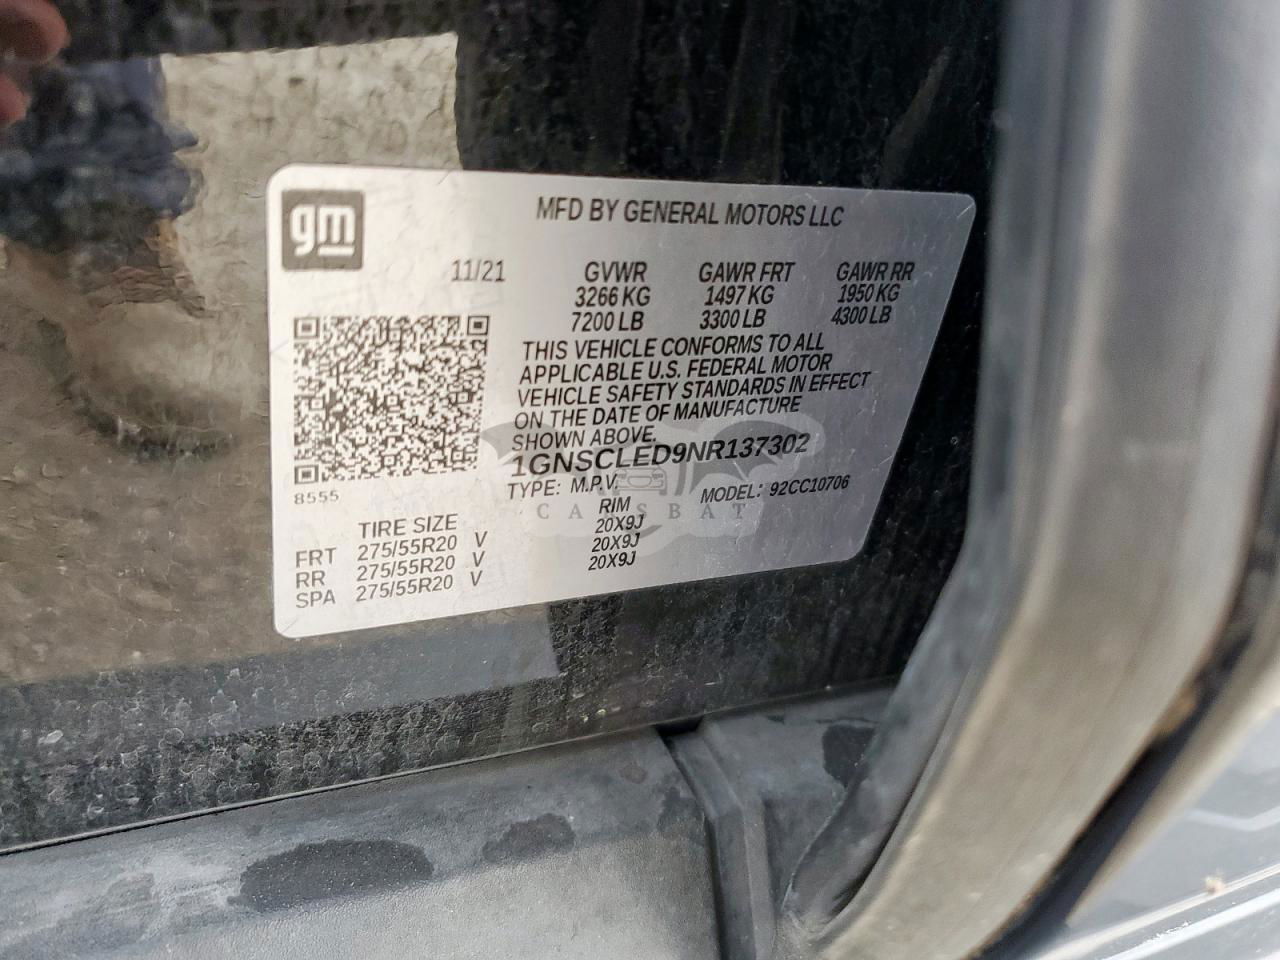 gm
MFD BY GENERAL MOTORS LLC
11/21 GVWR GAWR FRT GAWR RR
3266 KG 1497 KG 1950 KG
7200 LB 3300 LB 4300 LB
THIS VEHICLE CONFORMS TO ALL
APPLICABLE U.S. FEDERAL MOTOR
VEHICLE SAFETY STANDARDS IN EFFECT
ON THE DATE OF MANUFACTURE
SHOWN ABOVE.
1GNSCLED9NR137302
8555 TYPE: M.P.V. MODEL: 92CC10706
CARSBAT
TIRE SIZE RIM
FRT 275/55R20 V 20X9J
RR 275/55R20 V 20X9J
SPA 275/55R20 V 20X9J